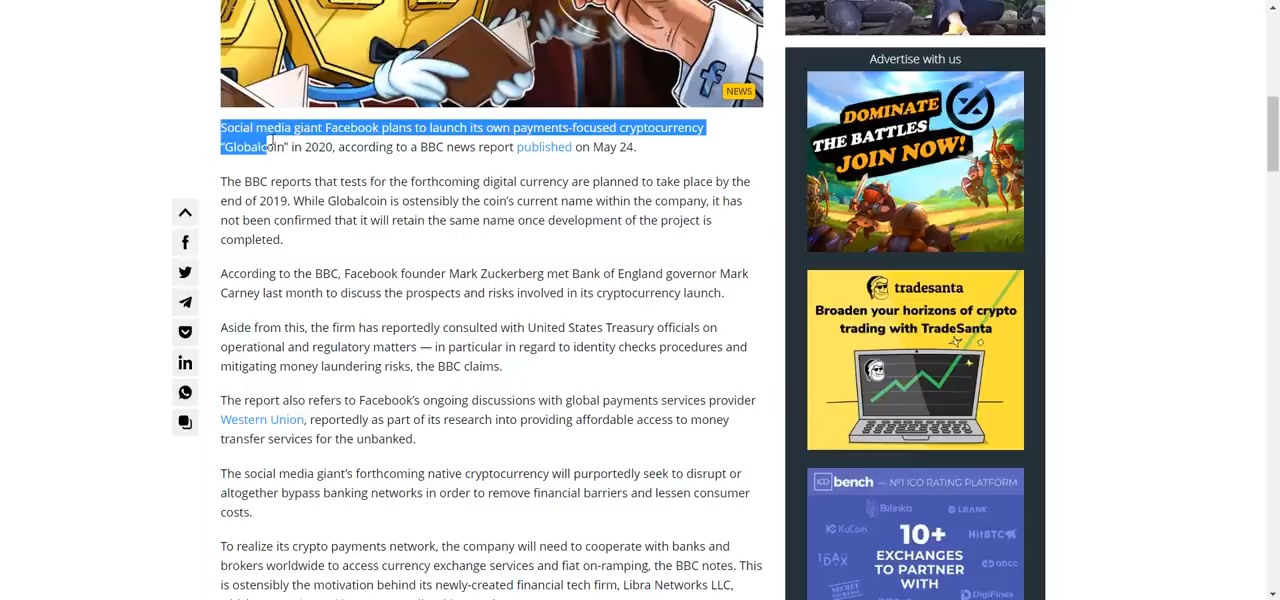 NEWS
Social media giant Facebook plans to launch its own payments-focused cryptocurrency
“Globalcoin” in 2020, according to a BBC news report published on May 24.
The BBC reports that tests for the forthcoming digital currency are planned to take place by the
end of 2019. While Globalcoin is ostensibly the coin’s current name within the company, it has
not been confirmed that it will retain the same name once development of the project is
completed.
According to the BBC, Facebook founder Mark Zuckerberg met Bank of England governor Mark
Carney last month to discuss the prospects and risks involved in its cryptocurrency launch.
Aside from this, the firm has reportedly consulted with United States Treasury officials on
operational and regulatory matters — in particular in regard to identity checks procedures and
mitigating money laundering risks, the BBC claims.
The report also refers to Facebook’s ongoing discussions with global payments services provider
Western Union, reportedly as part of its research into providing affordable access to money
transfer services for the unbanked.
The social media giant’s forthcoming native cryptocurrency will purportedly seek to disrupt or
altogether bypass banking networks in order to remove financial barriers and lessen consumer
costs.
To realize its crypto payments network, the company will need to cooperate with banks and
brokers worldwide to access currency exchange services and fiat on-ramping, the BBC notes. This
is ostensibly the motivation behind its newly-created financial tech firm, Libra Networks LLC,
Advertise with us
DOMINATE
THE BATTLES
JOIN NOW!
tradesanta
Broaden your horizons of crypto
trading with TradeSanta
ICO bench — №1 ICO RATING PLATFORM
Bitinka LBANK
KuCoin HitBTC
10+
abcc
EXCHANGES
TO PARTNER
WITH
DigiFinex